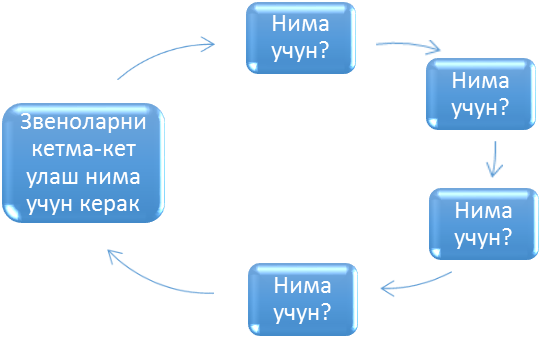 Нима
учун?
Нима
учун?
Звеноларни
кетма-кет
улаш нима
учун керак
Нима
учун?
Нима
учун?